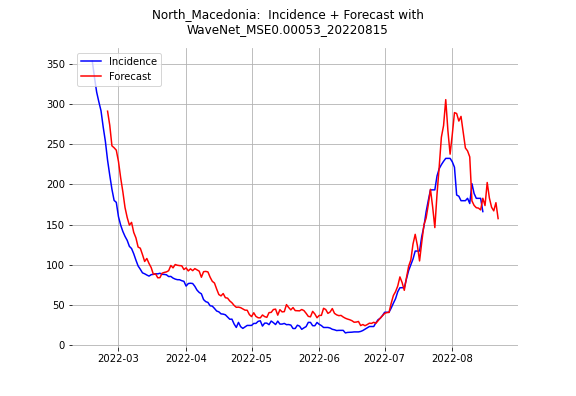 North_Macedonia:  Incidence + Forecast with
WaveNet_MSE0.00053_20220815
Incidence
Forecast
350
300
250
200
150
100
50
0
2022-03 2022-04 2022-05 2022-06 2022-07 2022-08